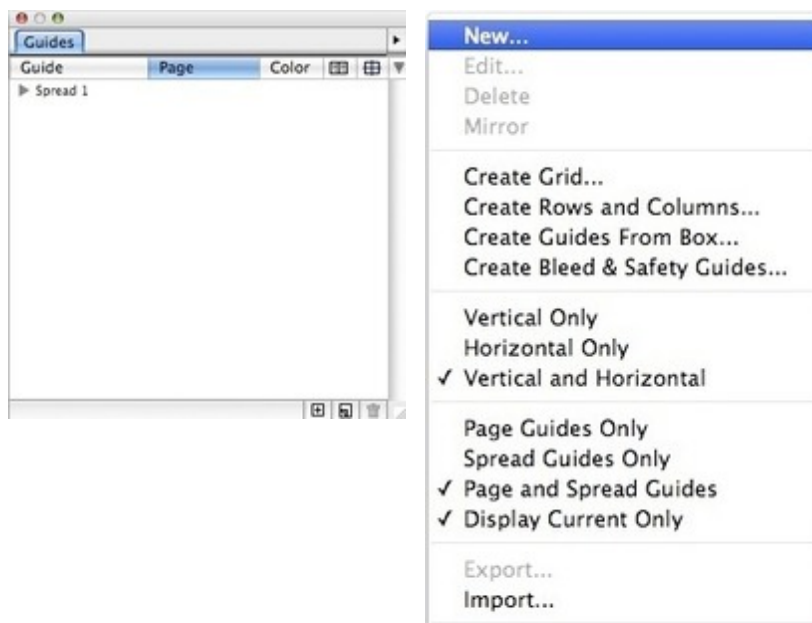 Guides
Guide Page Color
Spread 1
New...
Edit...
Delete
Mirror
Create Grid...
Create Rows and Columns...
Create Guides From Box...
Create Bleed & Safety Guides...
Vertical Only
Horizontal Only
✓ Vertical and Horizontal
Page Guides Only
Spread Guides Only
✓ Page and Spread Guides
✓ Display Current Only
Export...
Import...